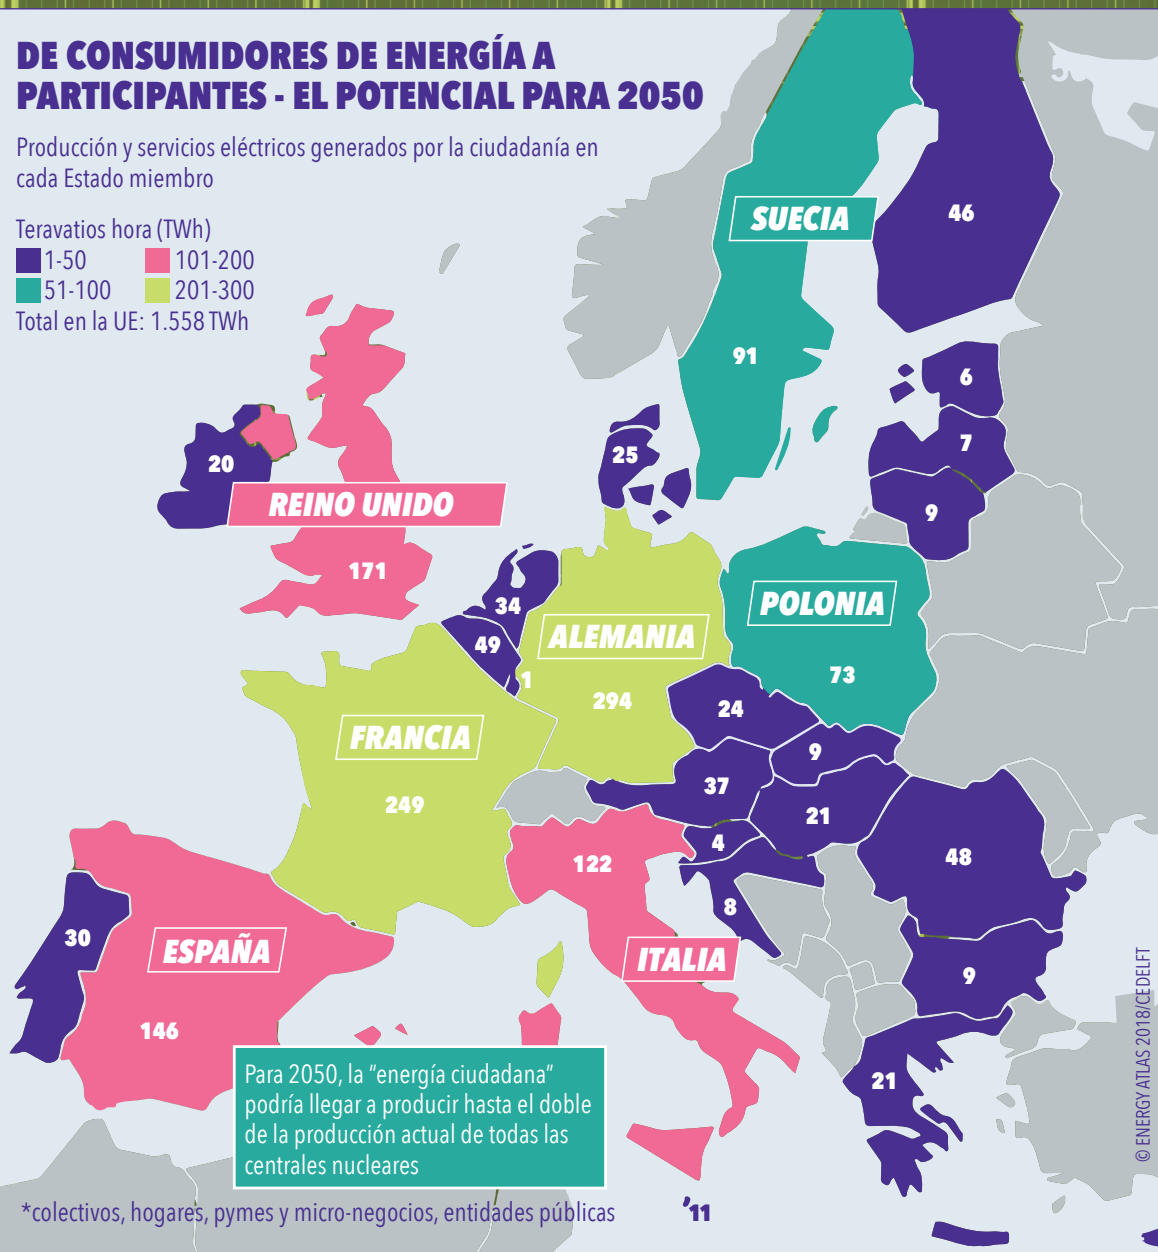 DE CONSUMIDORES DE ENERGÍA A
PARTICIPANTES - EL POTENCIAL PARA 2050
Producción y servicios eléctricos generados por la ciudadanía en
cada Estado miembro
Teravatios hora (TWh)
1-50
101-200
51-100
201-300
Total en la UE: 1.558 TWh
SUECIA
46
91
6
7
9
25
20
REINO UNIDO
171
34
49
1
ALEMANIA
294
POLONIA
73
24
9
37
21
FRANCIA
249
4
122
48
8
30
ESPAÑA
146
ITALIA
9
21
Para 2050, la “energía ciudadana“
podría llegar a producir hasta el doble
de la producción actual de todas las
centrales nucleares
*colectivos, hogares, pymes y micro-negocios, entidades públicas
'11
© ENERGY ATLAS 2018/CEDELFT